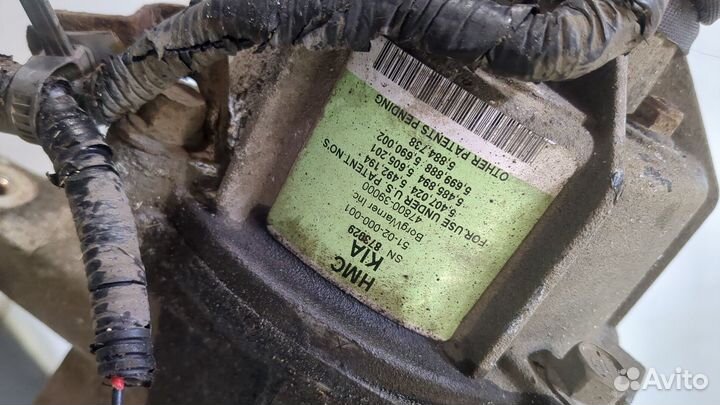 HMC
KIA
SN 873929
51-02-000-001
BorgWarner Inc
47800-39000
FOR USE UNDER U.S. PATENT NO'S
5,407,024 5,492,194
5,695,894 5,605,201
5,699,888 5,690,002
5,884,738
OTHER PATENTS PENDING
Avito